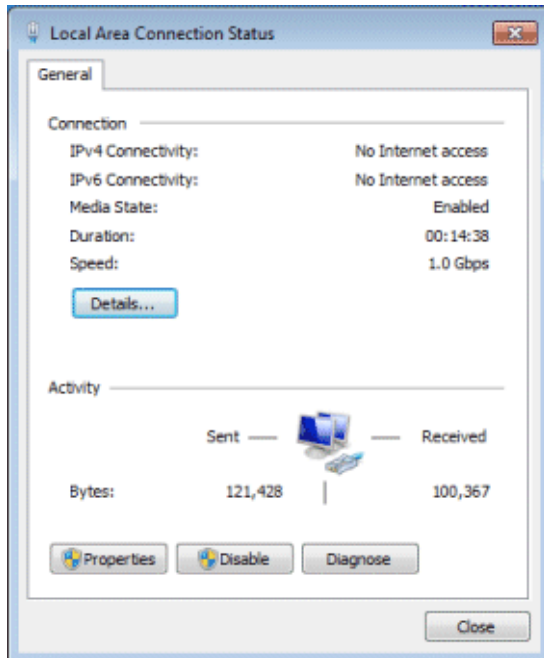 Local Area Connection Status
General
Connection
IPv4 Connectivity: No Internet access
IPv6 Connectivity: No Internet access
Media State: Enabled
Duration: 00:14:38
Speed: 1.0 Gbps
Details...
Activity
Sent Received
Bytes: 121,428 100,367
Properties Disable Diagnose
Close